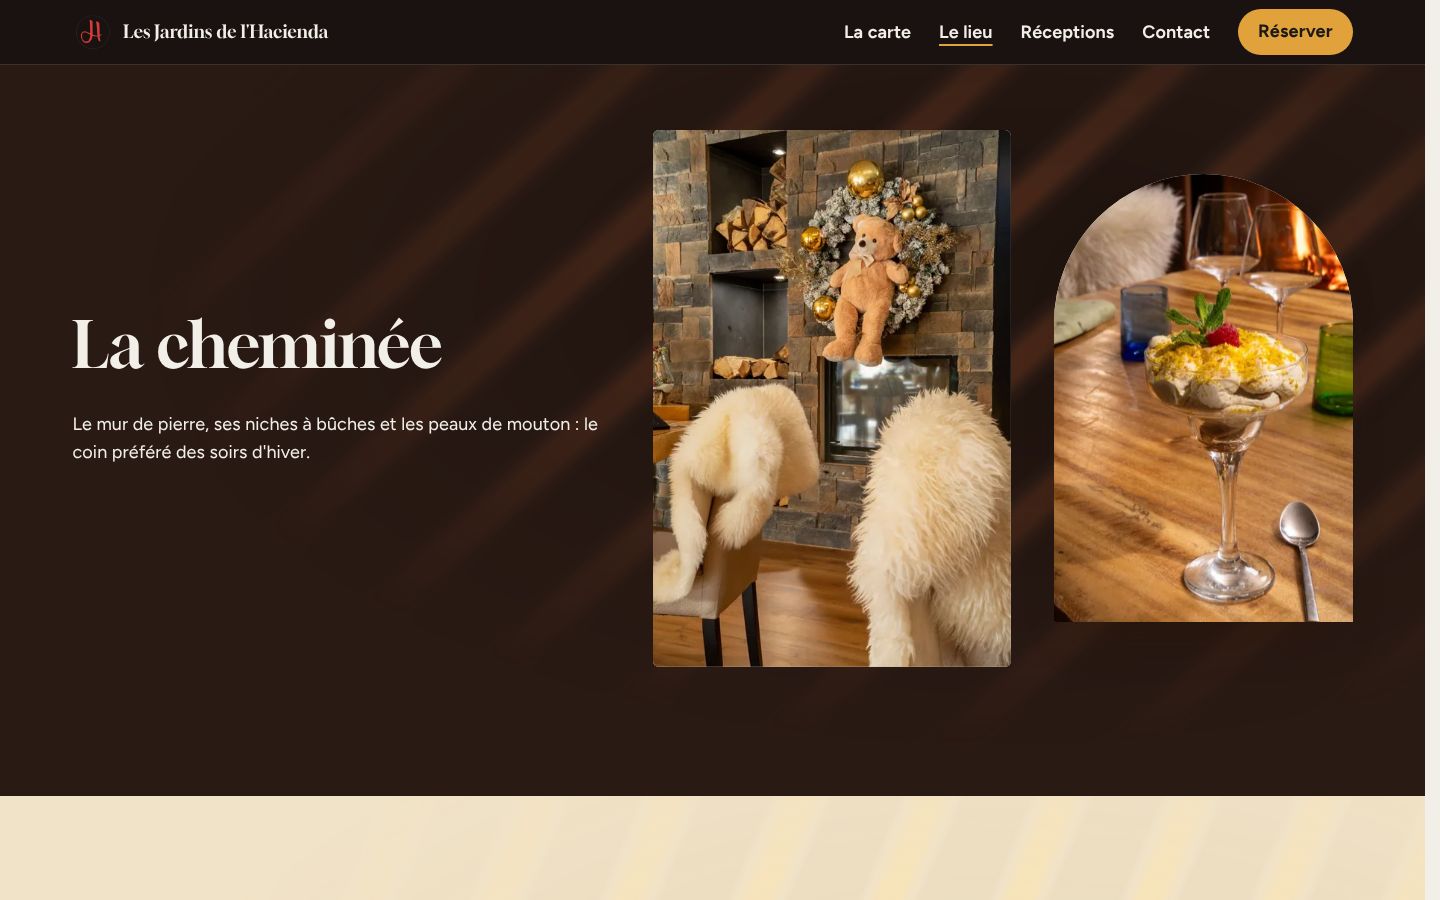 Les Jardins de l'Hacienda
La carte
Le lieu
Réceptions
Contact
Réserver
La cheminée
Le mur de pierre, ses niches à bûches et les peaux de mouton : le
coin préféré des soirs d'hiver.